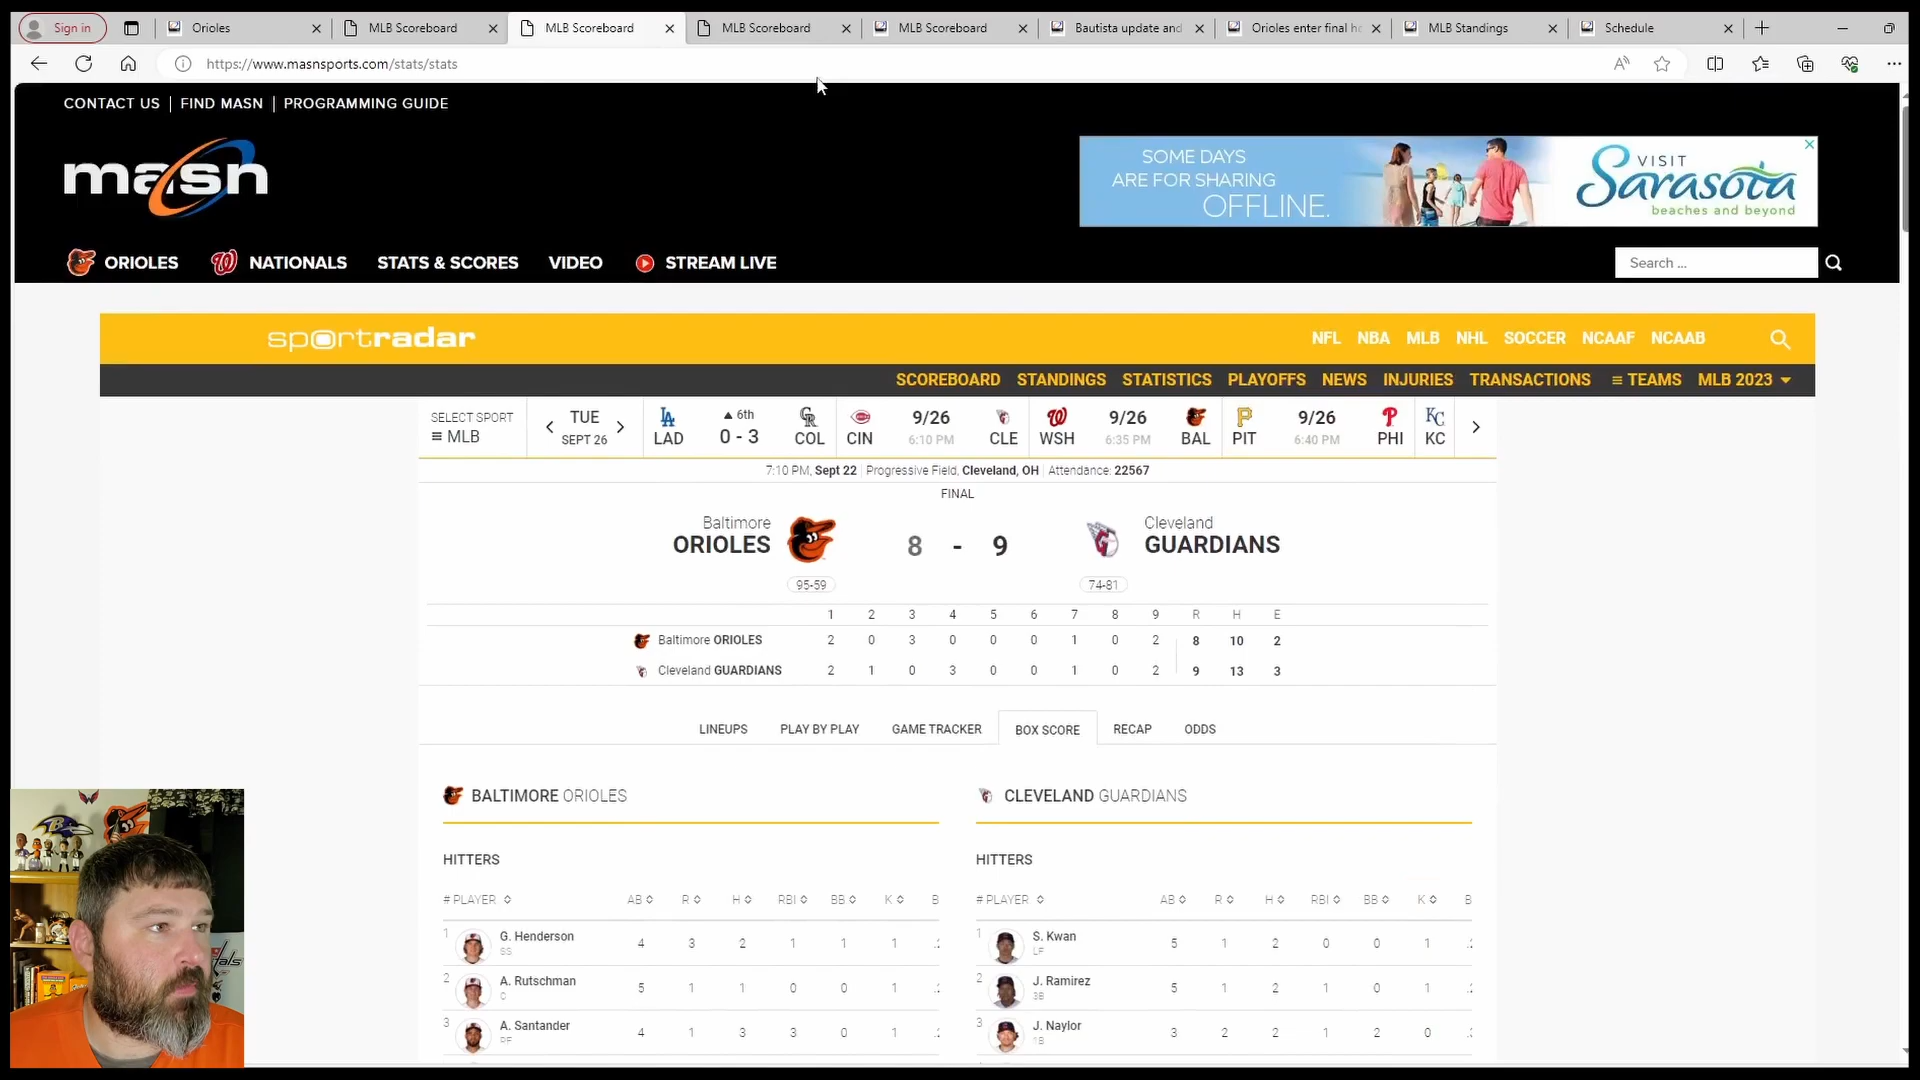 Sign in
Orioles
MLB Scoreboard
MLB Scoreboard
MLB Scoreboard
MLB Scoreboard
Bautista update and
Orioles enter final he
MLB Standings
Schedule
https://www.masnsports.com/stats/stats
CONTACT US | FIND MASN | PROGRAMMING GUIDE
masn
SOME DAYS
ARE FOR SHARING
OFFLINE.
VISIT
Sarasota
beaches and beyond
ORIOLES NATIONALS STATS & SCORES VIDEO STREAM LIVE
Search ...
sportradar
NFL NBA MLB NHL SOCCER NCAAF NCAAB
SCOREBOARD STANDINGS STATISTICS PLAYOFFS NEWS INJURIES TRANSACTIONS TEAMS MLB 2023
SELECT SPORT
MLB
TUE
SEPT 26
6th
LAD 0 - 3 COL
9/26
CIN 6:10 PM CLE
9/26
WSH 6:35 PM BAL
9/26
PIT 6:40 PM PHI
KC
7:10 PM, Sept 22 | Progressive Field, Cleveland, OH | Attendance: 22567
FINAL
Baltimore
ORIOLES
95-59
8 - 9
Cleveland
GUARDIANS
74-81
1 2 3 4 5 6 7 8 9 R H E
Baltimore ORIOLES 2 0 3 0 0 0 1 0 2 8 10 2
Cleveland GUARDIANS 2 1 0 3 0 0 1 0 2 9 13 3
LINEUPS PLAY BY PLAY GAME TRACKER BOX SCORE RECAP ODDS
BALTIMORE ORIOLES
HITTERS
# PLAYER AB R H RBI BB K B
1 G. Henderson 4 3 2 1 1 1 .2
SS
2 A. Rutschman 5 1 1 0 0 1 .2
C
3 A. Santander 4 1 3 3 0 1 .2
RF
CLEVELAND GUARDIANS
HITTERS
# PLAYER AB R H RBI BB K B
1 S. Kwan 5 1 2 0 0 1 .2
LF
2 J. Ramirez 5 1 2 1 0 1 .2
3B
3 J. Naylor 3 2 2 1 2 0
1B